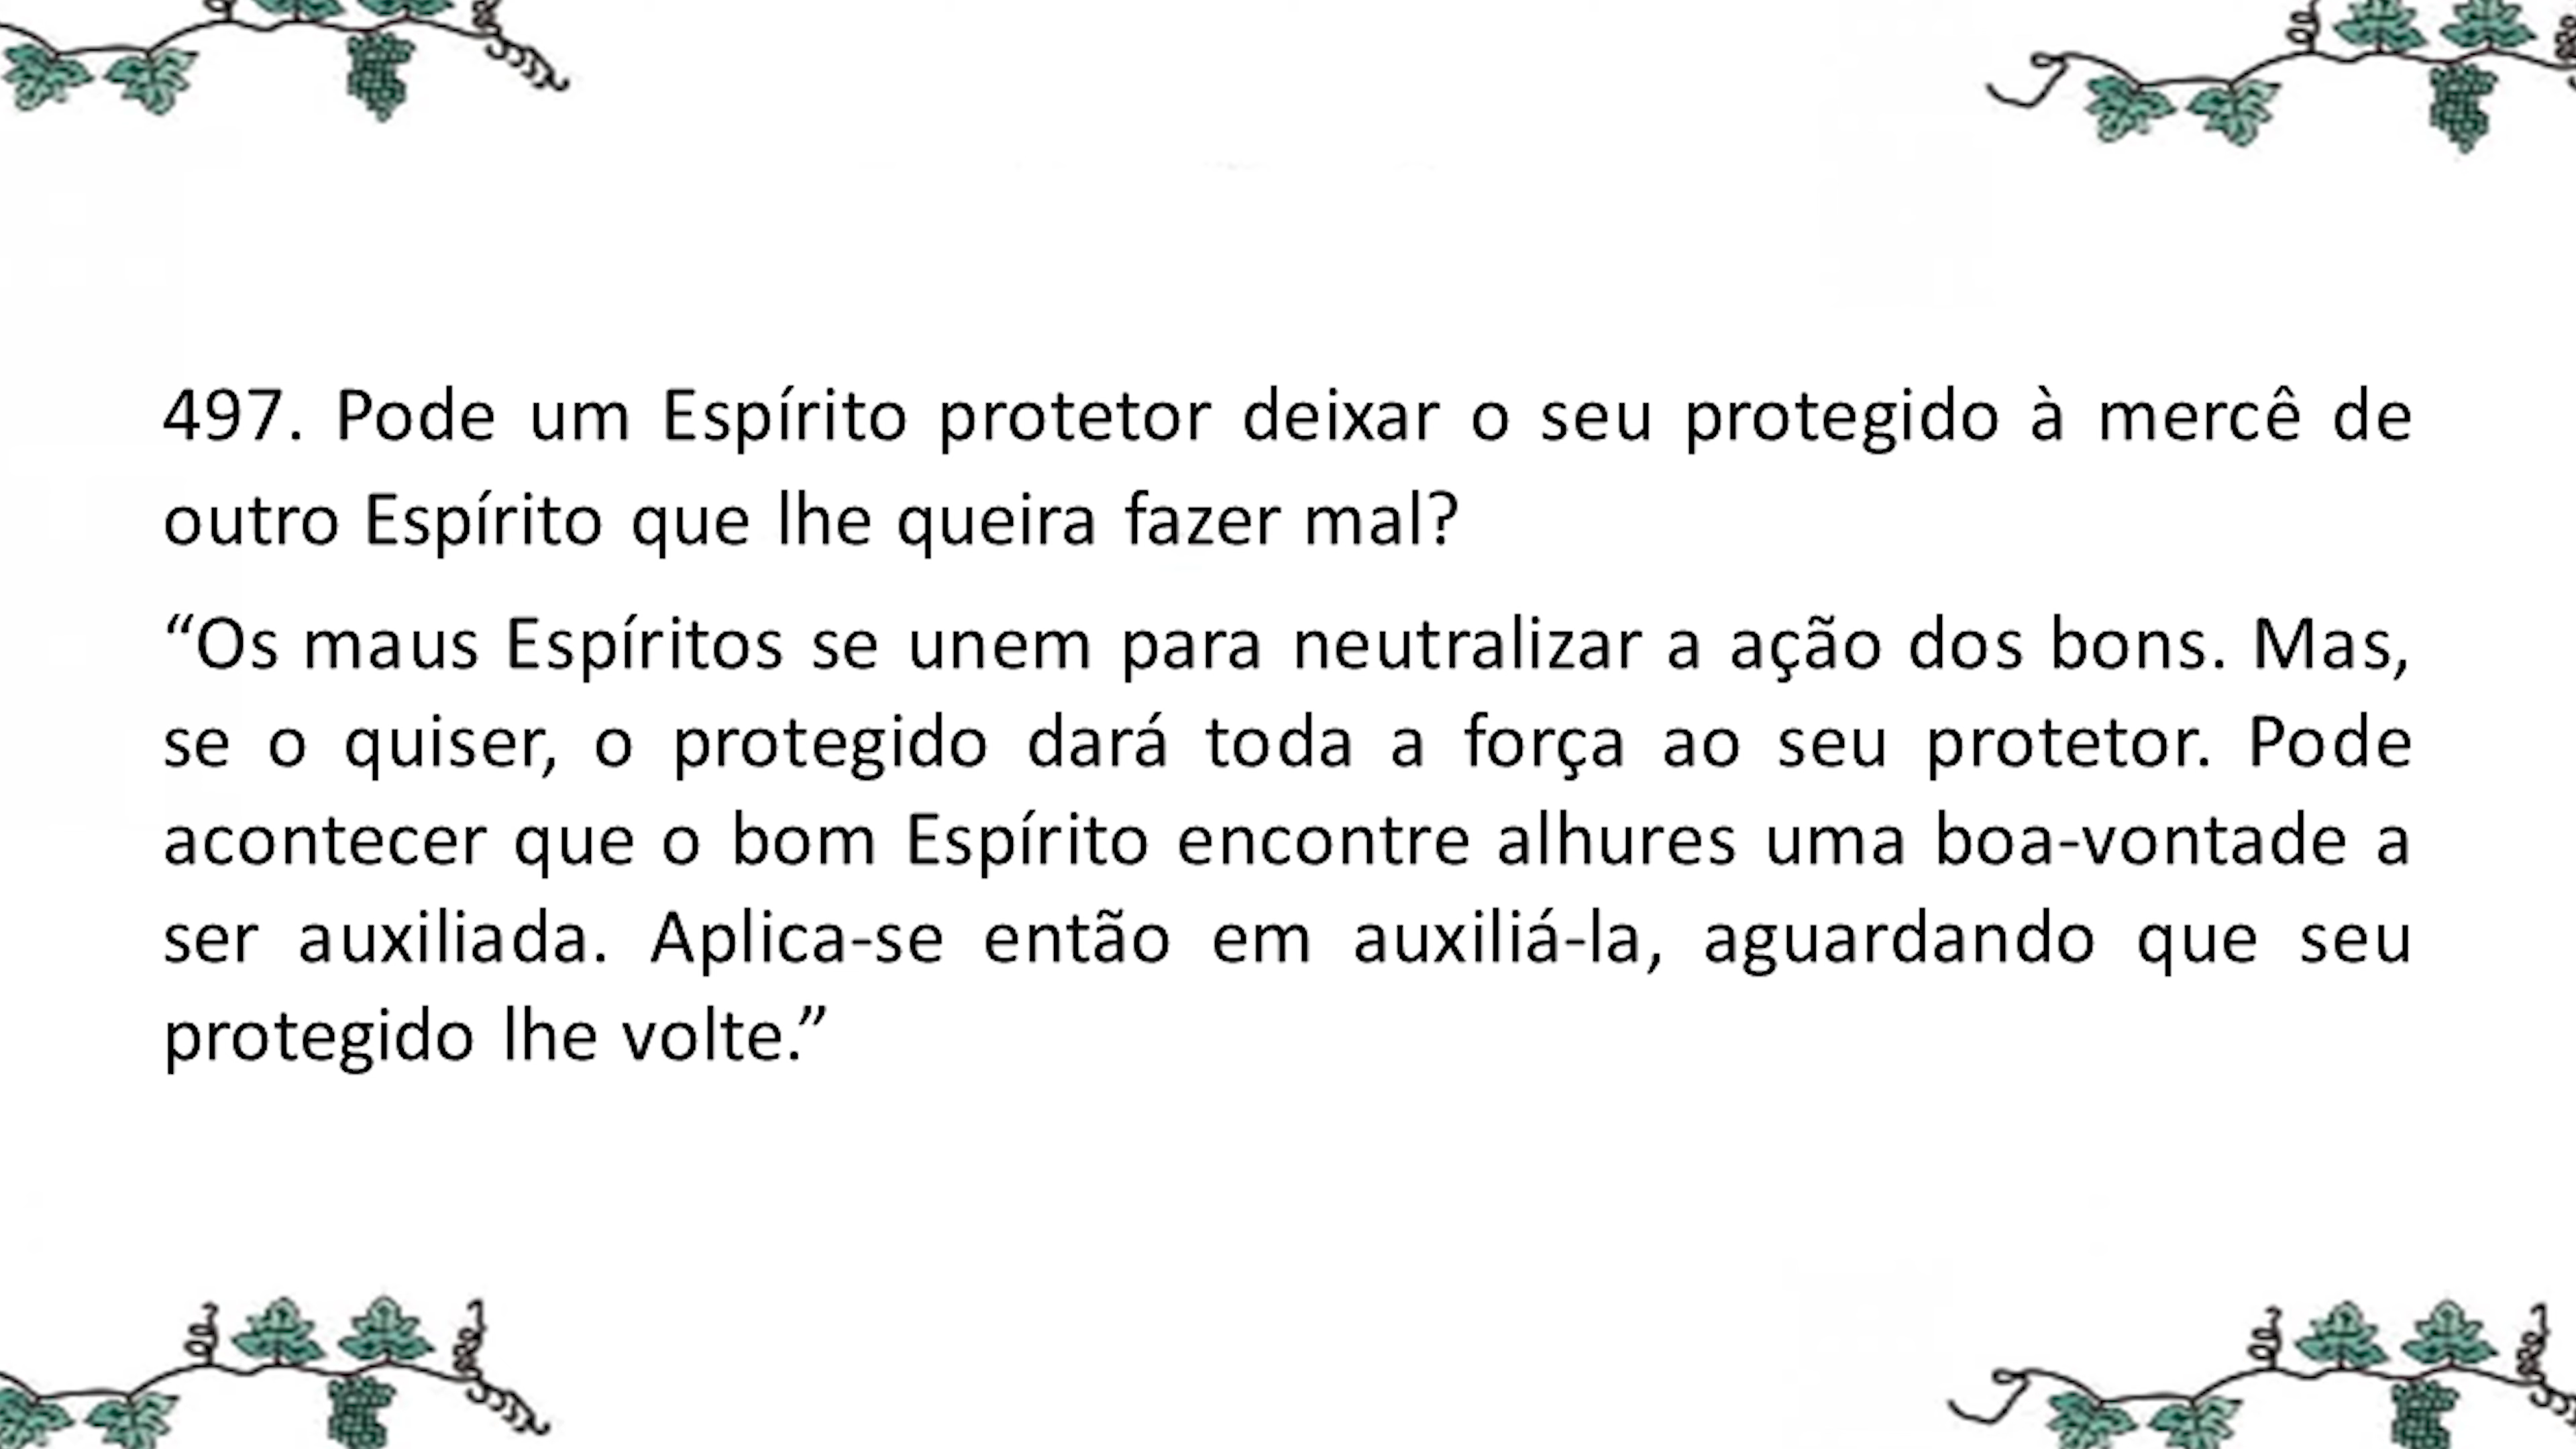 497. Pode um Espírito protetor deixar o seu protegido à mercê de
outro Espírito que lhe queira fazer mal?
“Os maus Espíritos se unem para neutralizar a ação dos bons. Mas,
se o quiser, o protegido dará toda a força ao seu protetor. Pode
acontecer que o bom Espírito encontre alhures uma boa-vontade a
ser auxiliada. Aplica-se então em auxiliá-la, aguardando que seu
protegido lhe volte.”